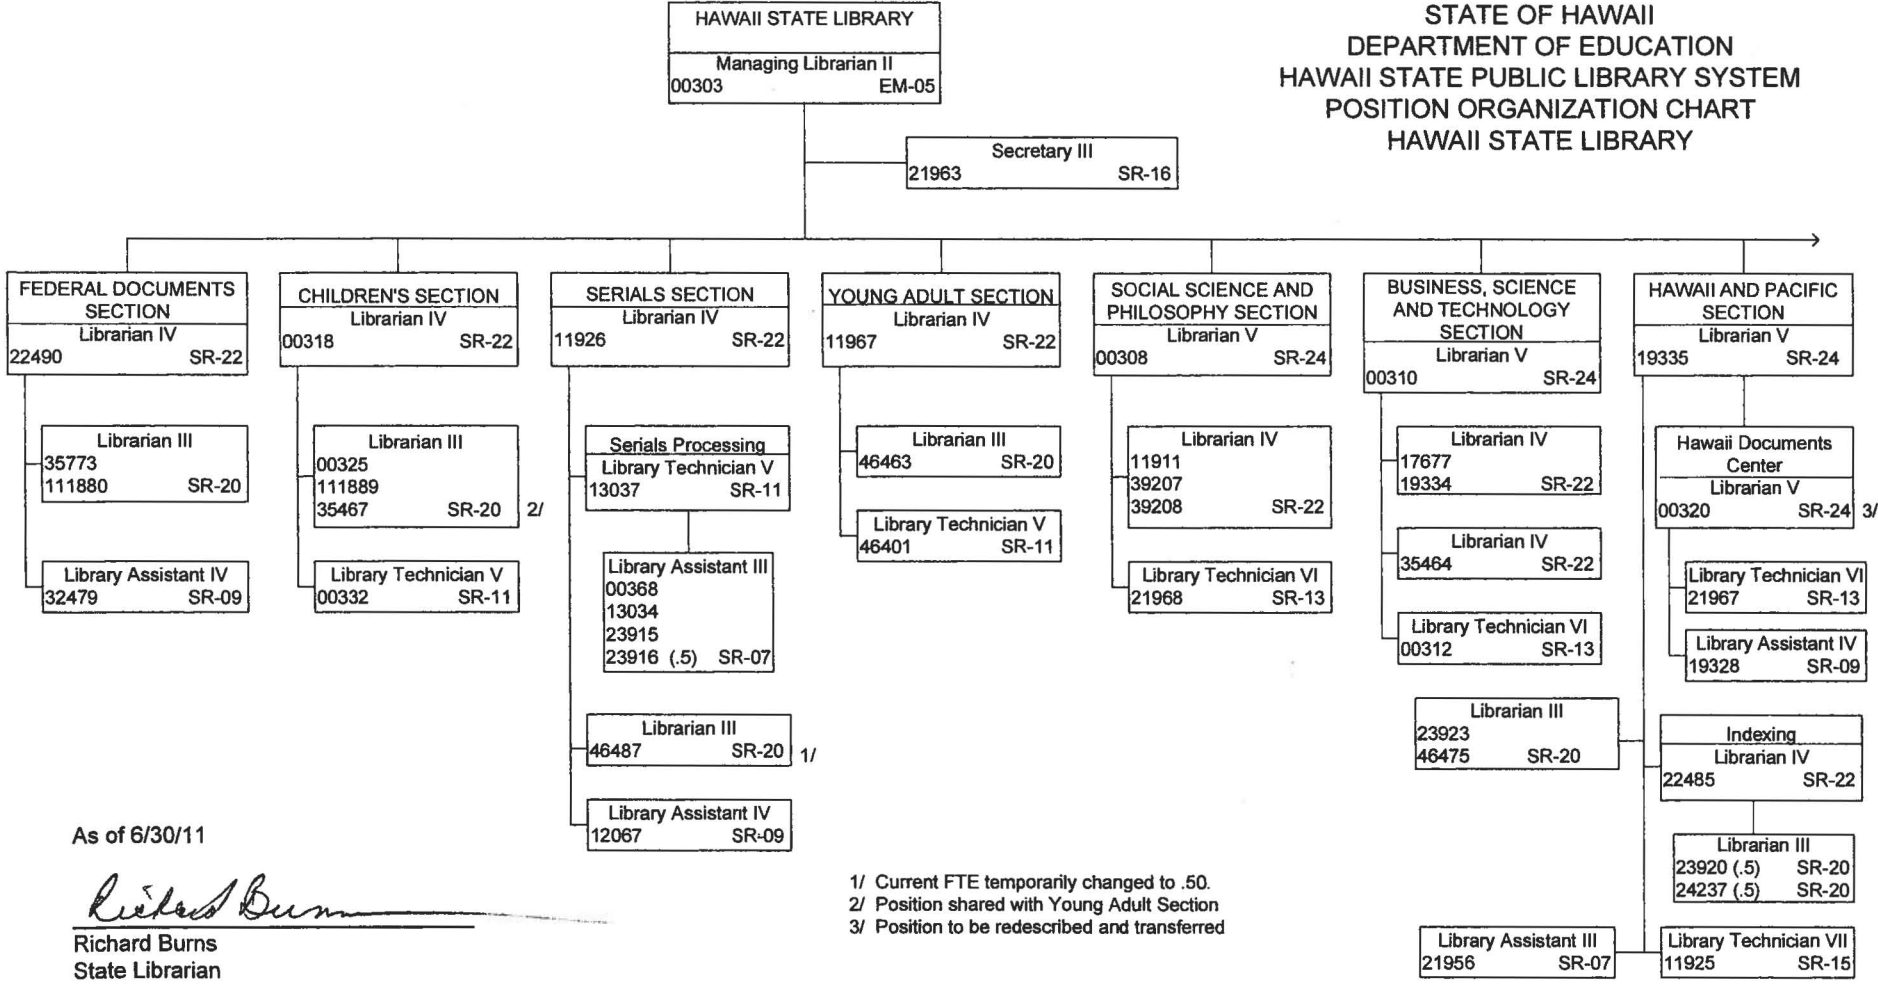 HAWAII STATE LIBRARY
Managing Librarian II
00303 EM-05
STATE OF HAWAII
DEPARTMENT OF EDUCATION
HAWAII STATE PUBLIC LIBRARY SYSTEM
POSITION ORGANIZATION CHART
HAWAII STATE LIBRARY
Secretary III
21963 SR-16
FEDERAL DOCUMENTS
SECTION
Librarian IV
22490 SR-22
Librarian III
35773
111880 SR-20
Library Assistant IV
32479 SR-09
CHILDREN'S SECTION
Librarian IV
00318 SR-22
Librarian III
00325
111889
35467 SR-20 2/
Library Technician V
00332 SR-11
SERIALS SECTION
Librarian IV
11926 SR-22
Serials Processing
Library Technician V
13037 SR-11
Library Assistant III
00368
13034
23915
23916 (.5) SR-07
Librarian III
46487 SR-20 1/
Library Assistant IV
12067 SR-09
YOUNG ADULT SECTION
Librarian IV
11967 SR-22
Librarian III
46463 SR-20
Library Technician V
46401 SR-11
SOCIAL SCIENCE AND
PHILOSOPHY SECTION
Librarian V
00308 SR-24
Librarian IV
11911
39207
39208 SR-22
Library Technician VI
21968 SR-13
BUSINESS, SCIENCE
AND TECHNOLOGY
SECTION
Librarian V
00310 SR-24
Librarian IV
17677
19334 SR-22
Librarian IV
35464 SR-22
Library Technician VI
00312 SR-13
HAWAII AND PACIFIC
SECTION
Librarian V
19335 SR-24
Hawaii Documents
Center
Librarian V
00320 SR-24 3/
Library Technician VI
21967 SR-13
Library Assistant IV
19328 SR-09
Librarian III
23923
46475 SR-20
Indexing
Librarian IV
22485 SR-22
Librarian III
23920 (.5) SR-20
24237 (.5) SR-20
Library Assistant III
21956 SR-07
Library Technician VII
11925 SR-15
As of 6/30/11
Richard Burns
Richard Burns
State Librarian
1/ Current FTE temporarily changed to .50.
2/ Position shared with Young Adult Section
3/ Position to be redescribed and transferred